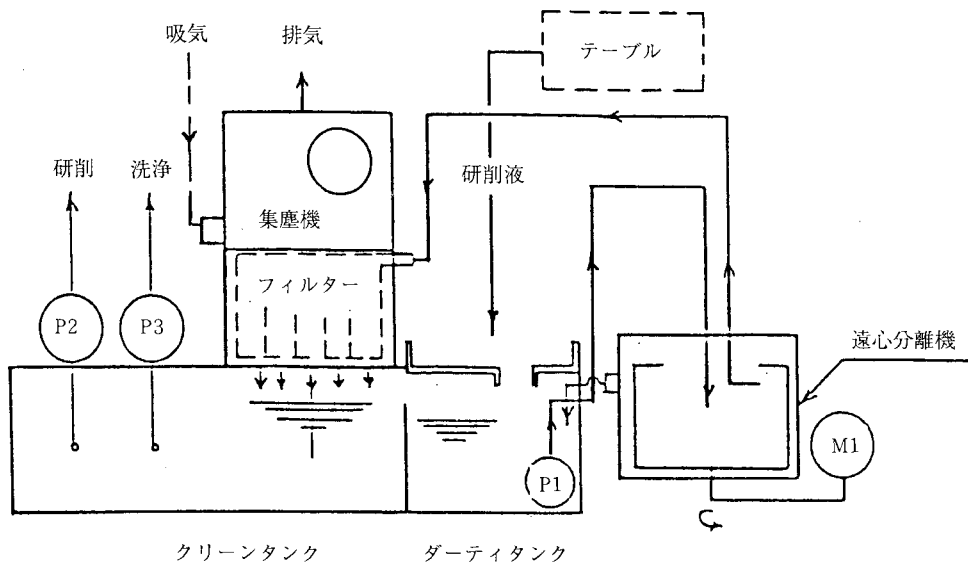 吸気
排気
テーブル
研削
洗浄
研削液
集塵機
フィルター
P2
P3
遠心分離機
M1
P1
クリーンタンク
ダーティタンク